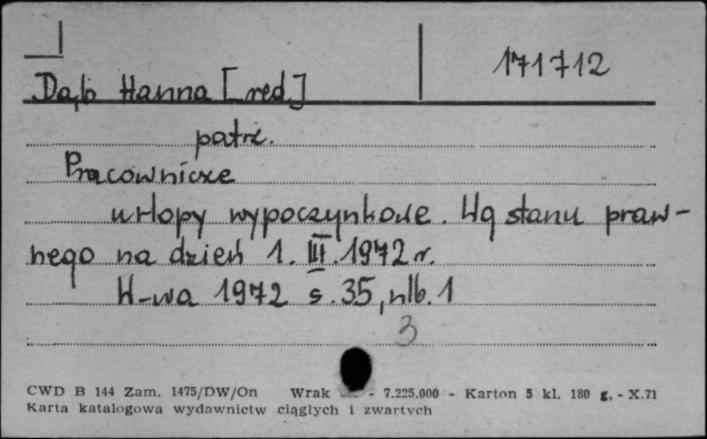 171712
Dąb Hanna [red.]
patrz.
Pracownicze
urlopy wypoczynkowe. Wg stanu praw-
nego na dzień 1. III. 1972 r.
W-wa 1972 s. 35, nlb. 1
3
CWD B 144 Zam. 1475/DW/On Wrak - 7.225.000 - Karton 5 kl. 180 g. - X.71
Karta katalogowa wydawnictw ciągłych i zwartych